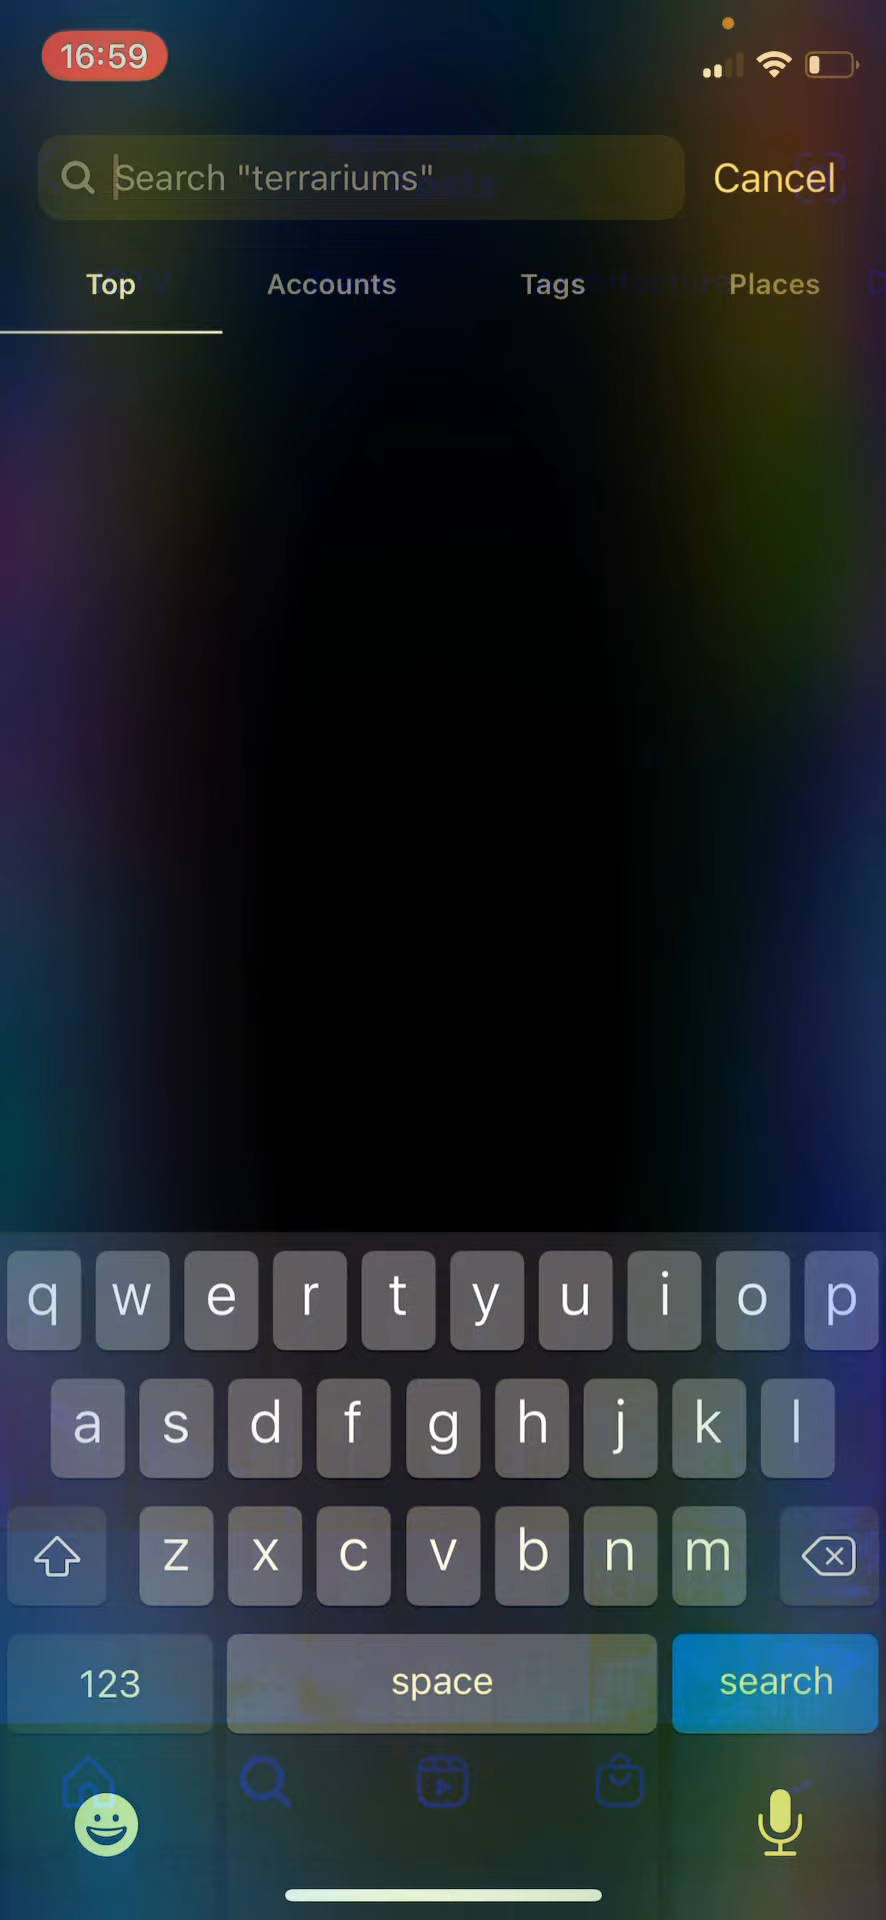 16:59
Search "terrariums"
Cancel
Top
Accounts
Tags
Places
q w e r t y u i o p
a s d f g h j k l
z x c v b n m
123
space
search